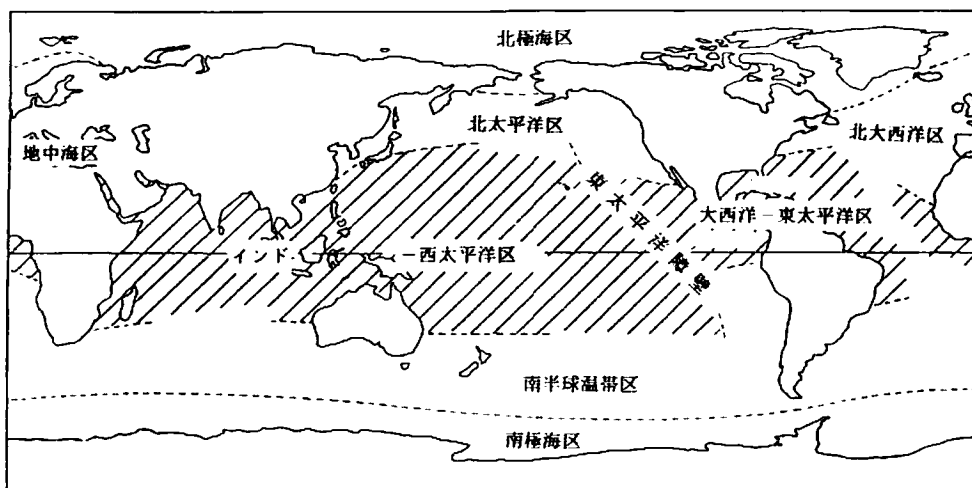 北極海区
北太平洋区
北大西洋区
地中海区
東太平洋障壁
大西洋－東太平洋区
インド－西太平洋区
南半球温帯区
南極海区